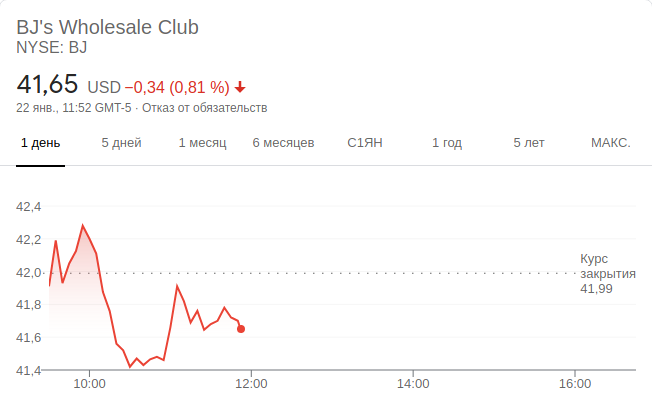 BJ's Wholesale Club
NYSE: BJ
41,65 USD −0,34 (0,81 %)
22 янв., 11:52 GMT-5 · Отказ от обязательств
1 день 5 дней 1 месяц 6 месяцев С1ЯН 1 год 5 лет МАКС.
42,4
42,2
42,0
41,8
41,6
41,4
Курс
закрытия
41,99
10:00 12:00 14:00 16:00